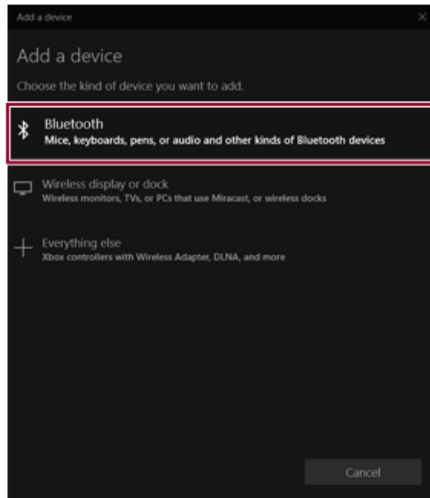 Add a device
Add a device
Choose the kind of device you want to add.
Bluetooth
Mice, keyboards, pens, or audio and other kinds of Bluetooth devices
Wireless display or dock
Wireless monitors, TVs, or PCs that use Miracast, or wireless docks
Everything else
Xbox controllers with Wireless Adapter, DLNA, and more
Cancel